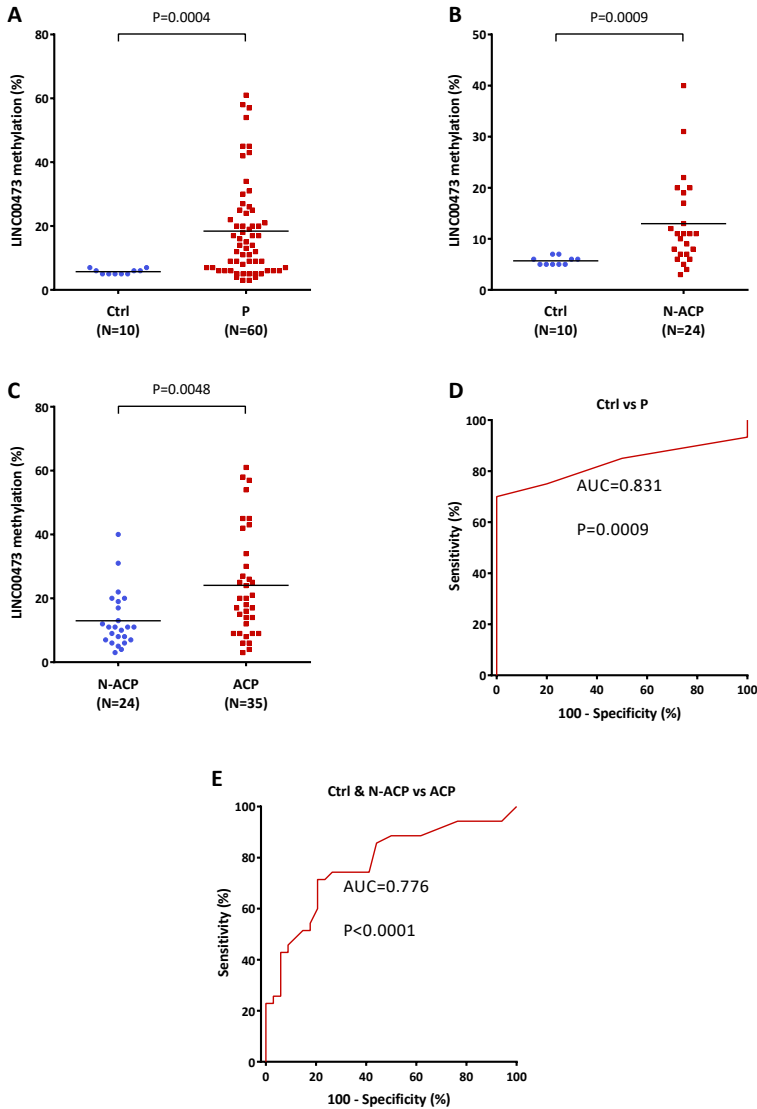 A
P=0.0004
LINC00473 methylation (%)
80
60
40
20
0
Ctrl
(N=10)
P
(N=60)
B
P=0.0009
LINC00473 methylation (%)
50
40
30
20
10
0
Ctrl
(N=10)
N-ACP
(N=24)
C
P=0.0048
LINC00473 methylation (%)
80
60
40
20
0
N-ACP
(N=24)
ACP
(N=35)
D
Ctrl vs P
Sensitivity (%)
100
80
60
40
20
0
AUC=0.831
P=0.0009
0 20 40 60 80 100
100 - Specificity (%)
E
Ctrl & N-ACP vs ACP
Sensitivity (%)
100
80
60
40
20
0
AUC=0.776
P<0.0001
0 20 40 60 80 100
100 - Specificity (%)